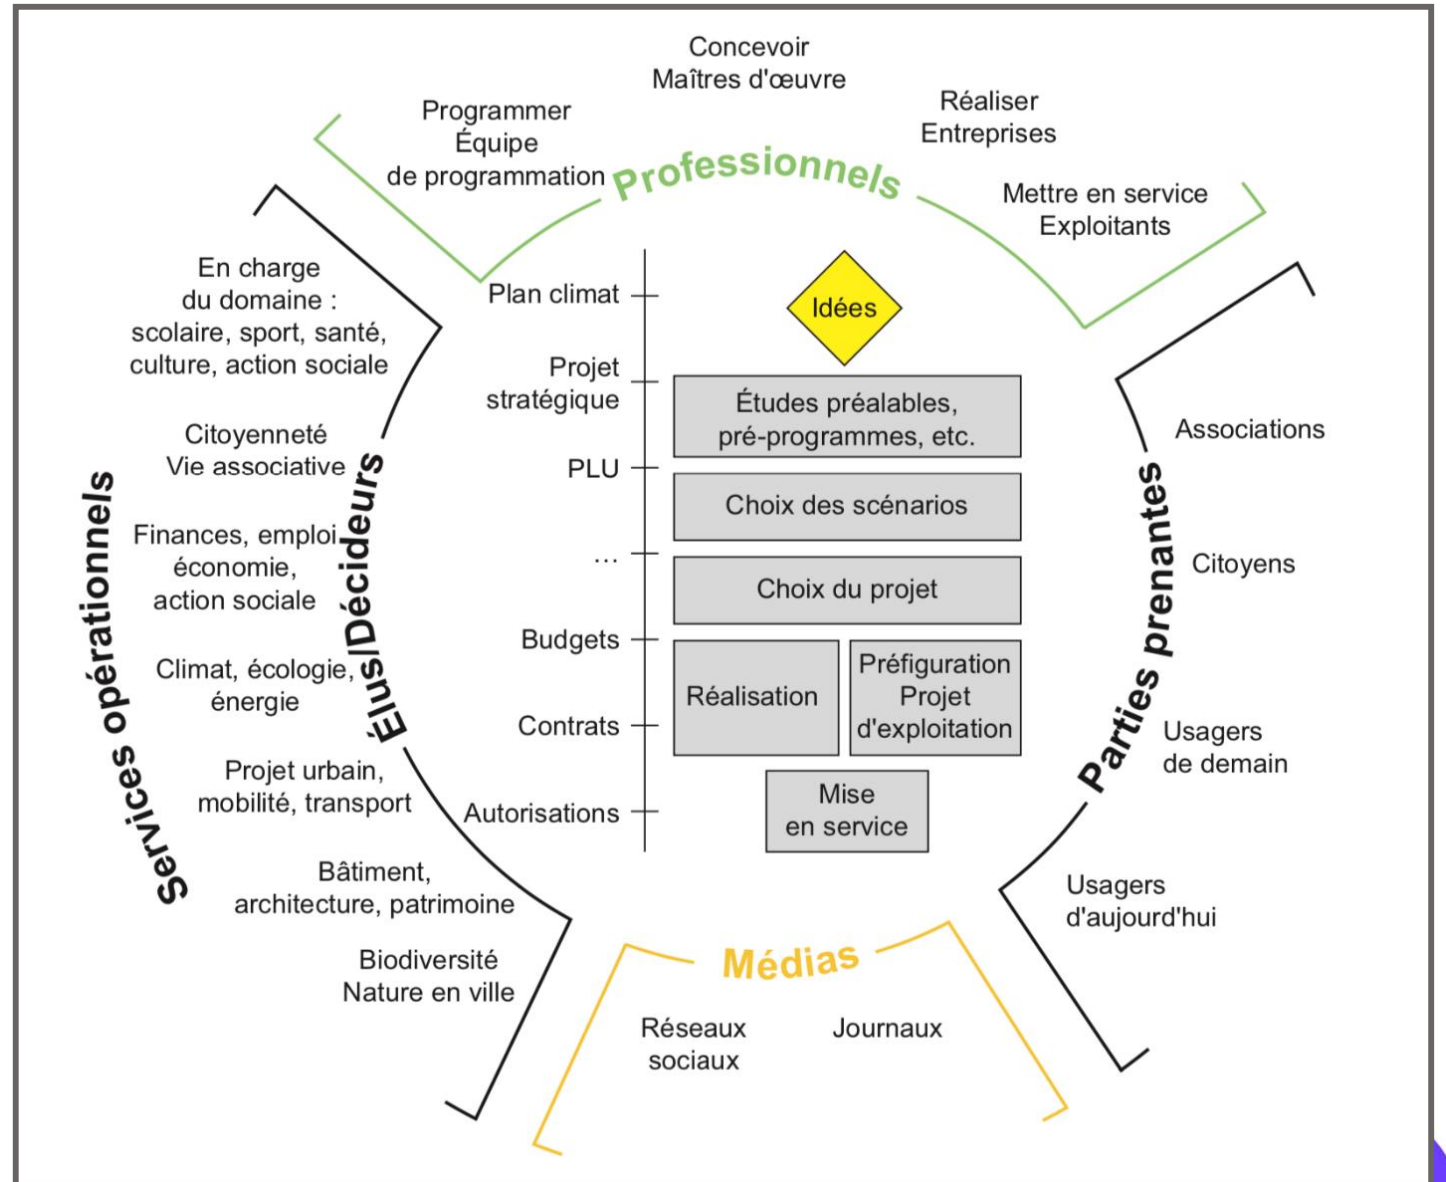 Concevoir
Maîtres d'œuvre
Programmer
Équipe
de programmation
Réaliser
Entreprises
Mettre en service
Exploitants
Professionnels
En charge
du domaine :
scolaire, sport, santé,
culture, action sociale
Citoyenneté
Vie associative
Finances, emploi,
économie,
action sociale
Climat, écologie,
énergie
Projet urbain,
mobilité, transport
Bâtiment,
architecture, patrimoine
Biodiversité
Nature en ville
Services opérationnels
Élus/Décideurs
Plan climat
Projet
stratégique
PLU
...
Budgets
Contrats
Autorisations
Idées
Études préalables,
pré-programmes, etc.
Choix des scénarios
Choix du projet
Réalisation
Préfiguration
Projet
d'exploitation
Mise
en service
Parties prenantes
Associations
Citoyens
Usagers
de demain
Usagers
d'aujourd'hui
Médias
Réseaux
sociaux
Journaux